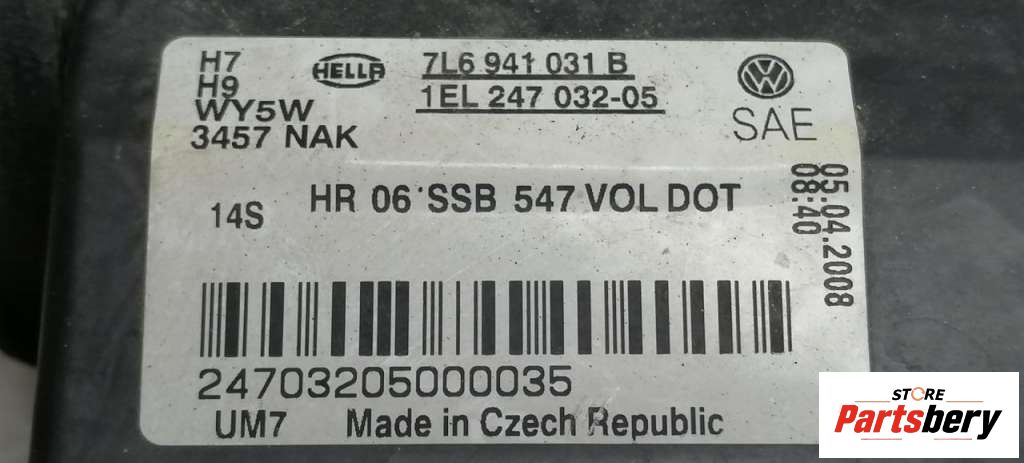 H7
H9
WY5W
3457 NAK
HELLA
7L6 941 031 B
1EL 247 032-05
VW
SAE
05.04.2008
08:40
14S
HR 06 SSB 547 VOL DOT
24703205000035
UM7 Made in Czech Republic
STORE
Partsbery